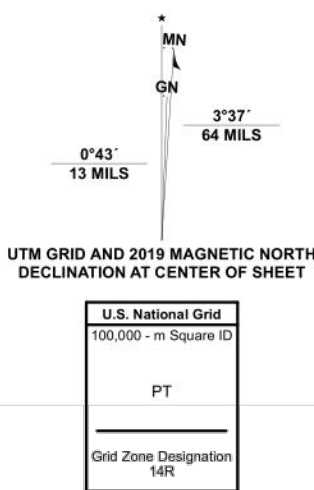 ★
MN
GN
3°37´
64 MILS
0°43´
13 MILS
UTM GRID AND 2019 MAGNETIC NORTH
DECLINATION AT CENTER OF SHEET
U.S. National Grid
100,000 - m Square ID
PT
Grid Zone Designation
14R